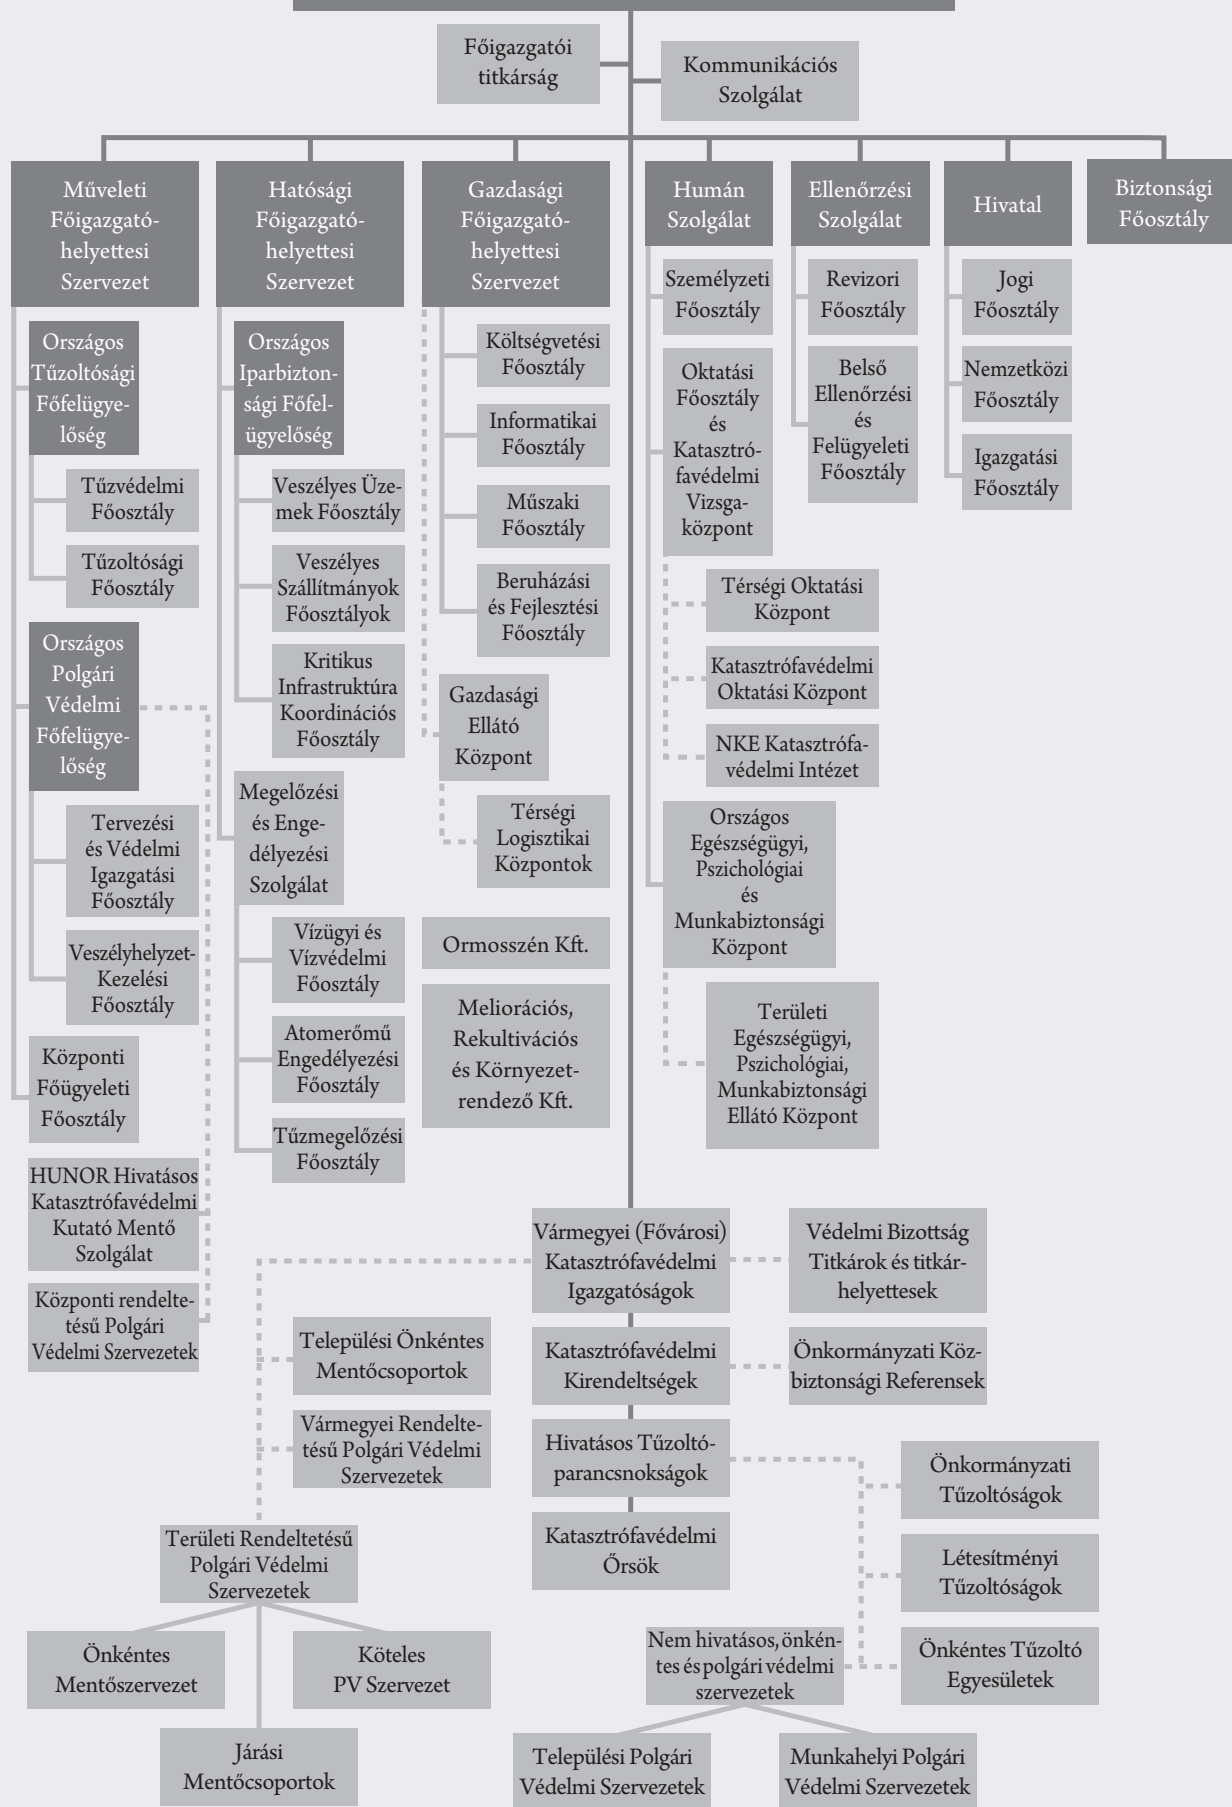 Főigazgatói
titkárság
Kommunikációs
Szolgálat
Műveleti
Főigazgató-
helyettesi
Szervezet
Hatósági
Főigazgató-
helyettesi
Szervezet
Gazdasági
Főigazgató-
helyettesi
Szervezet
Humán
Szolgálat
Ellenőrzési
Szolgálat
Hivatal
Biztonsági
Főosztály
Országos
Tűzoltósági
Főfelügye-
lőség
Tűzvédelmi
Főosztály
Tűzoltósági
Főosztály
Országos
Polgári
Védelmi
Főfelügye-
lőség
Tervezési
és Védelmi
Igazgatási
Főosztály
Veszélyhelyzet-
Kezelési
Főosztály
Központi
Főügyeleti
Főosztály
HUNOR Hivatásos
Katasztrófavédelmi
Kutató Mentő
Szolgálat
Központi rendelte-
tésű Polgári
Védelmi Szervezetek
Országos
Iparbizton-
sági Főfel-
ügyelőség
Veszélyes Üze-
mek Főosztály
Veszélyes
Szállítmányok
Főosztályok
Kritikus
Infrastruktúra
Koordinációs
Főosztály
Megelőzési
és Enge-
délyezési
Szolgálat
Vízügyi és
Vízvédelmi
Főosztály
Atomerőmű
Engedélyezési
Főosztály
Tűzmegelőzési
Főosztály
Költségvetési
Főosztály
Informatikai
Főosztály
Műszaki
Főosztály
Beruházási
és Fejlesztési
Főosztály
Gazdasági
Ellátó
Központ
Térségi
Logisztikai
Központok
Ormosszén Kft.
Meliorációs,
Rekultivációs
és Környezet-
rendező Kft.
Személyzeti
Főosztály
Oktatási
Főosztály
és
Katasztró-
favédelmi
Vizsga-
központ
Térségi Oktatási
Központ
Katasztrófavédelmi
Oktatási Központ
NKE Katasztrófa-
védelmi Intézet
Országos
Egészségügyi,
Pszichológiai
és
Munkabiztonsági
Központ
Területi
Egészségügyi,
Pszichológiai,
Munkabiztonsági
Ellátó Központ
Revizori
Főosztály
Belső
Ellenőrzési
és
Felügyeleti
Főosztály
Jogi
Főosztály
Nemzetközi
Főosztály
Igazgatási
Főosztály
Vármegyei (Fővárosi)
Katasztrófavédelmi
Igazgatóságok
Védelmi Bizottság
Titkárok és titkár-
helyettesek
Katasztrófavédelmi
Kirendeltségek
Önkormányzati Köz-
biztonsági Referensek
Települési Önkéntes
Mentőcsoportok
Vármegyei Rendelte-
tésű Polgári Védelmi
Szervezetek
Hivatásos Tűzoltó-
parancsnokságok
Katasztrófavédelmi
Őrsök
Önkormányzati
Tűzoltóságok
Létesítményi
Tűzoltóságok
Önkéntes Tűzoltó
Egyesületek
Területi Rendeltetésű
Polgári Védelmi
Szervezetek
Önkéntes
Mentőszervezet
Köteles
PV Szervezet
Járási
Mentőcsoportok
Nem hivatásos, önkén-
tes és polgári védelmi
szervezetek
Települési Polgári
Védelmi Szervezetek
Munkahelyi Polgári
Védelmi Szervezetek